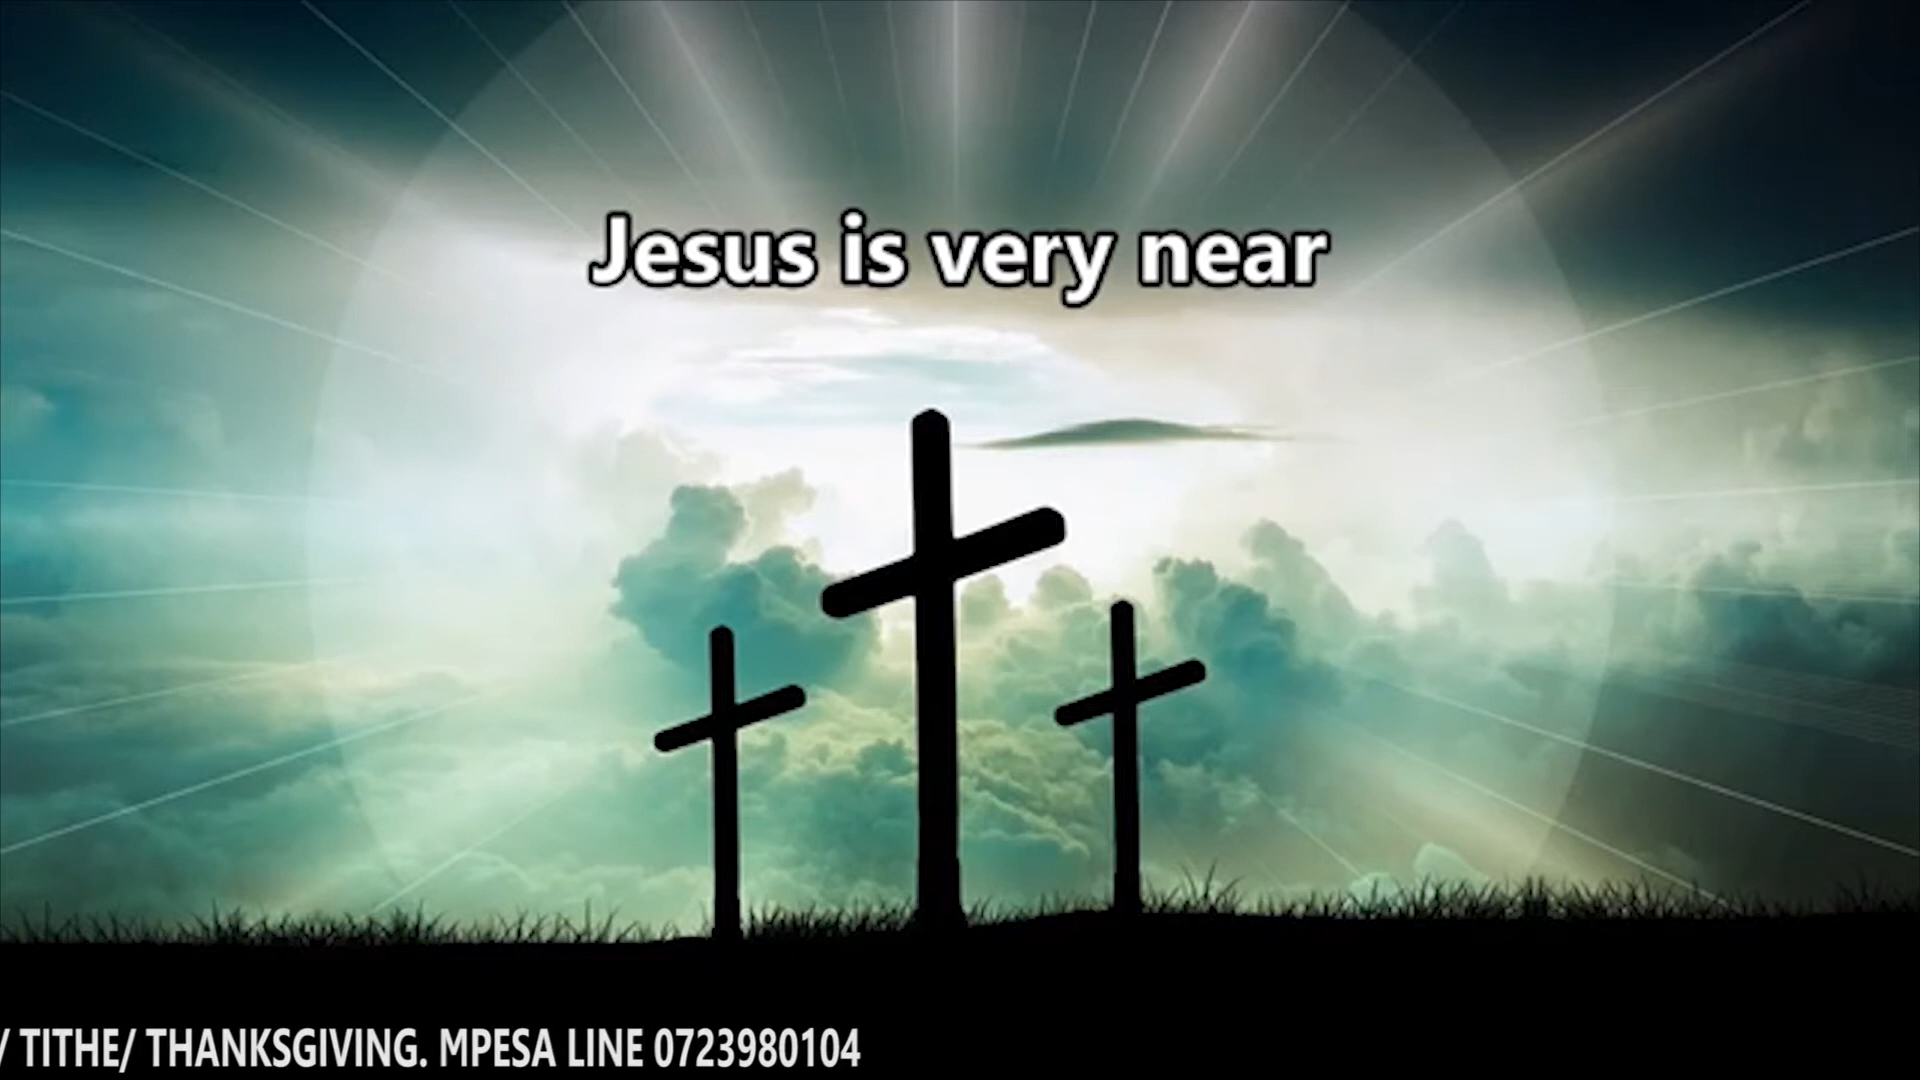 Jesus is very near
/ TITHE/ THANKSGIVING. MPESA LINE 0723980104